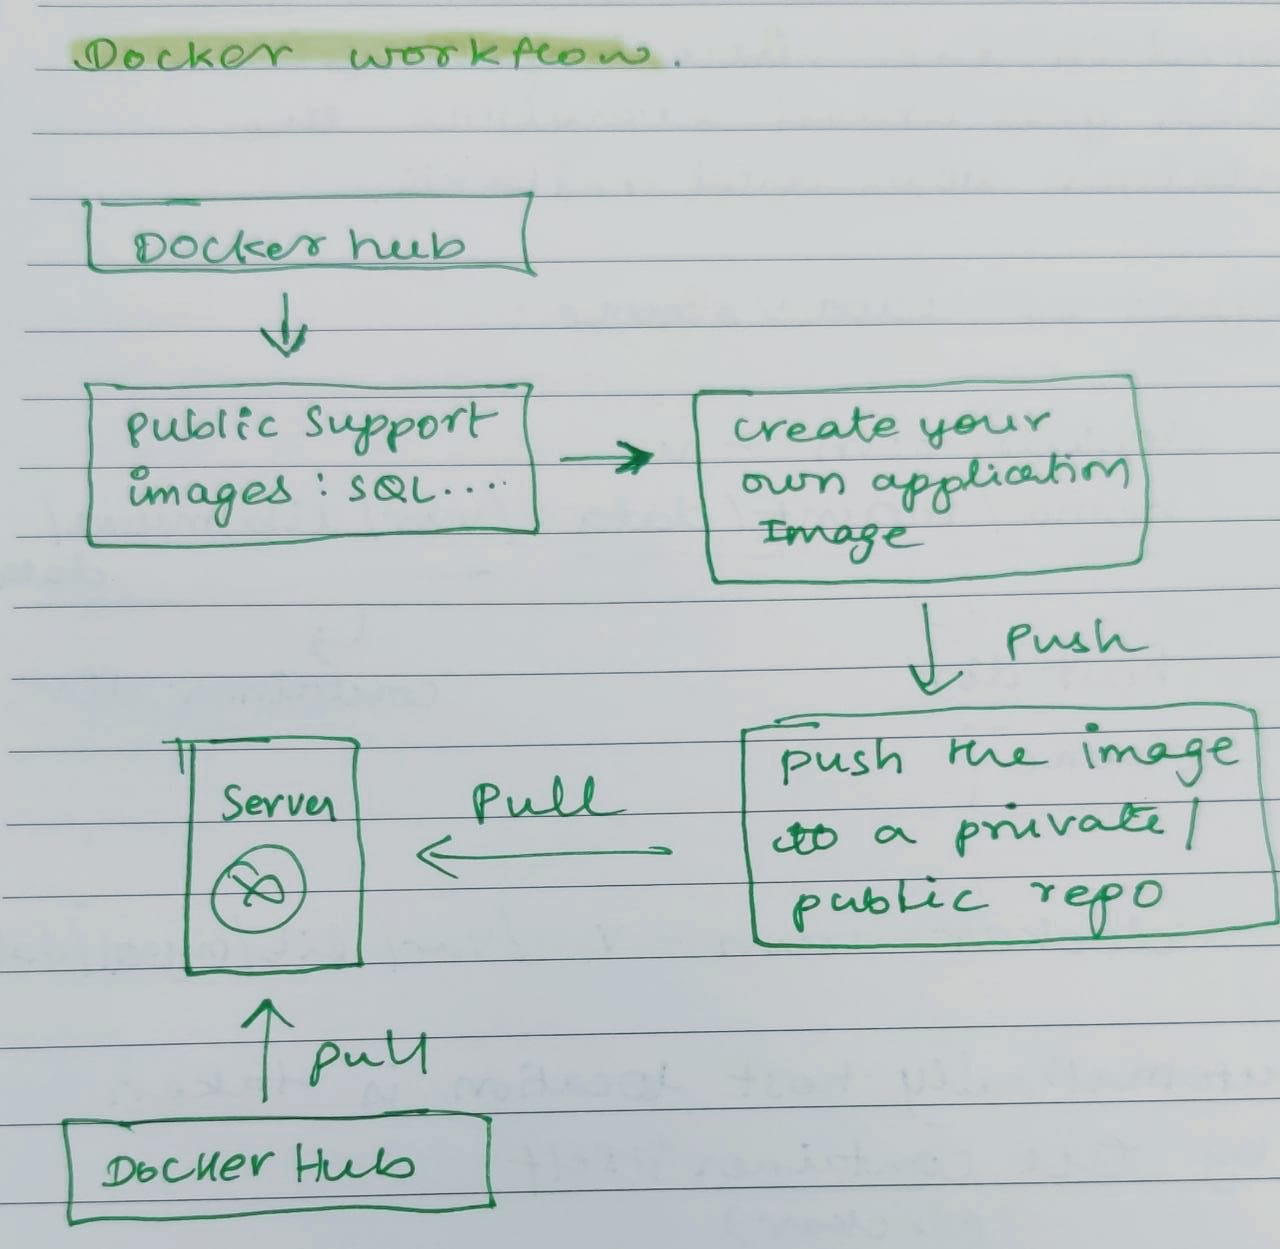 Docker workflow.
Docker hub
Public Support
images : SQL....
create your
own application
Image
Push
push the image
to a private /
public repo
Pull
Server
pull
Docker Hub